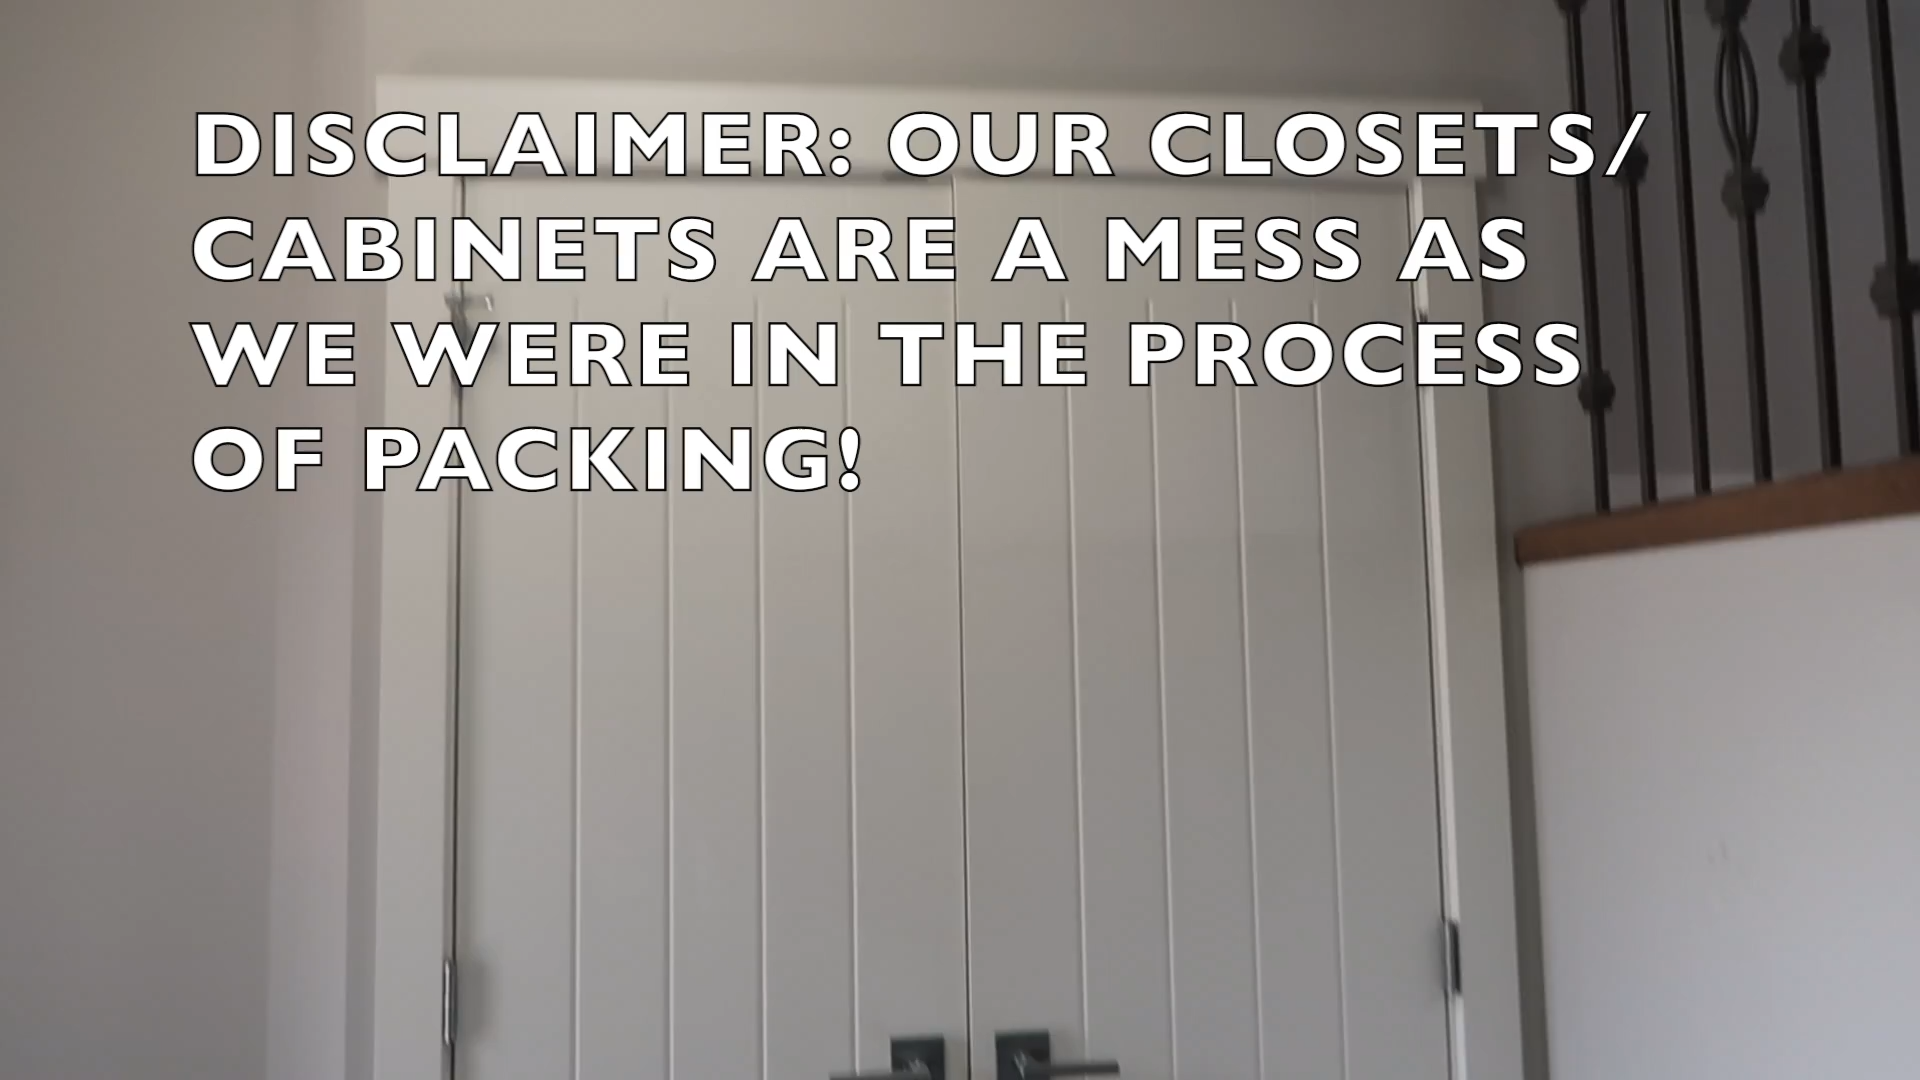 DISCLAIMER: OUR CLOSETS/
CABINETS ARE A MESS AS
WE WERE IN THE PROCESS
OF PACKING!